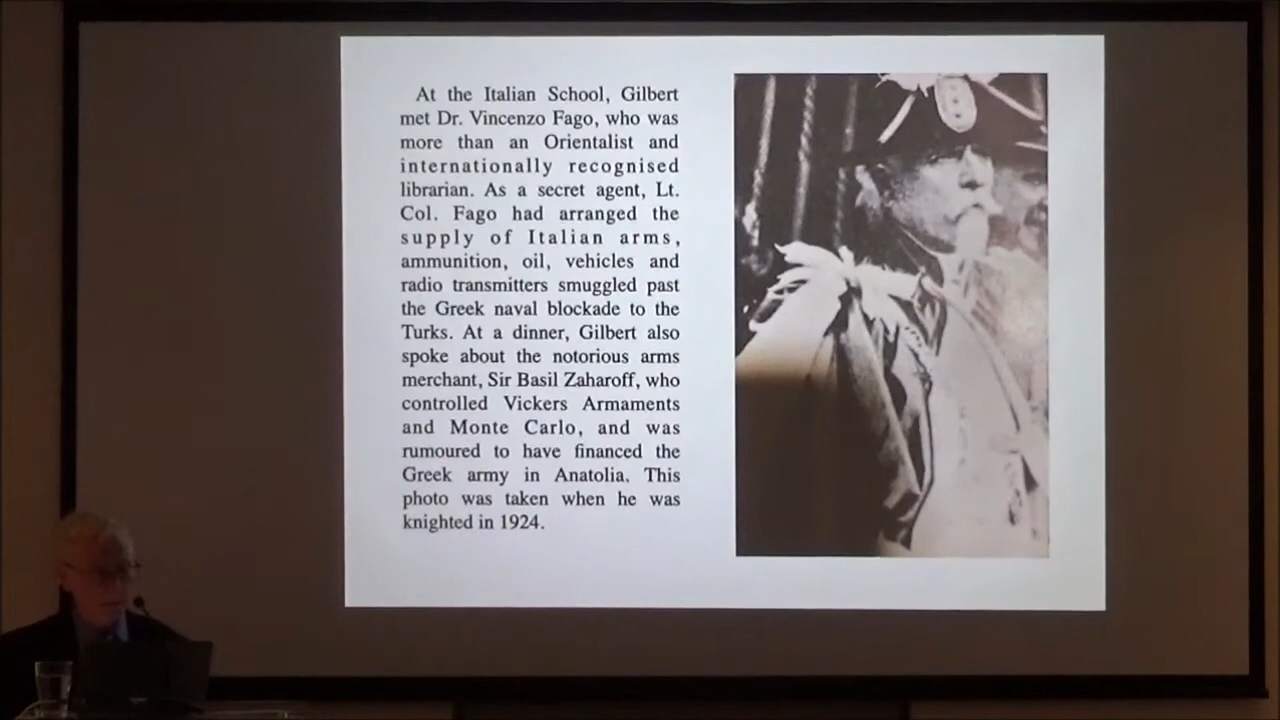 At the Italian School, Gilbert
met Dr. Vincenzo Fago, who was
more than an Orientalist and
internationally recognised
librarian. As a secret agent, Lt.
Col. Fago had arranged the
supply of Italian arms,
ammunition, oil, vehicles and
radio transmitters smuggled past
the Greek naval blockade to the
Turks. At a dinner, Gilbert also
spoke about the notorious arms
merchant, Sir Basil Zaharoff, who
controlled Vickers Armaments
and Monte Carlo, and was
rumoured to have financed the
Greek army in Anatolia. This
photo was taken when he was
knighted in 1924.